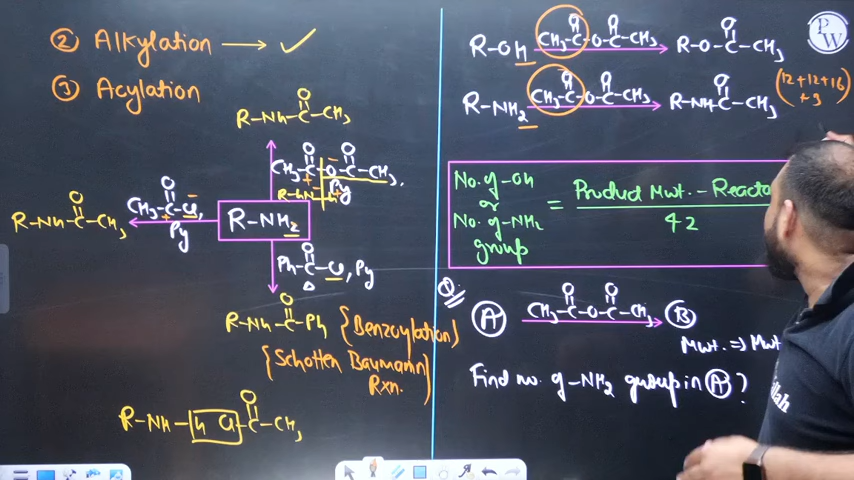 ② Alkylation → ✓
③ Acylation
R-NH-C-CH₃
O
CH₃-C-O-C-CH₃,
O O
Py
R-NH-C-CH₃
O
CH₃-C-Cl,
O
Py
R-NH₂
Ph-C-Cl, Py
O
Δ
R-NH-C-Ph {Benzoylation}
O
{Schotten Baumann
Rxn.}
R-NH-H Cl-C-CH₃
O
R-OH CH₃-C-O-C-CH₃ → R-O-C-CH₃
O O O
R-NH₂ CH₃-C-O-C-CH₃ → R-NH-C-CH₃
O O O
(12+12+16
+3)
PW
No. of -OH
or
No. of -NH₂
group
= Product Mwt. - Reacta
42
Q//
A CH₃-C-O-C-CH₃ → B
O O
Mwt. => Mwt
Find no. of -NH₂ group in A?
llah